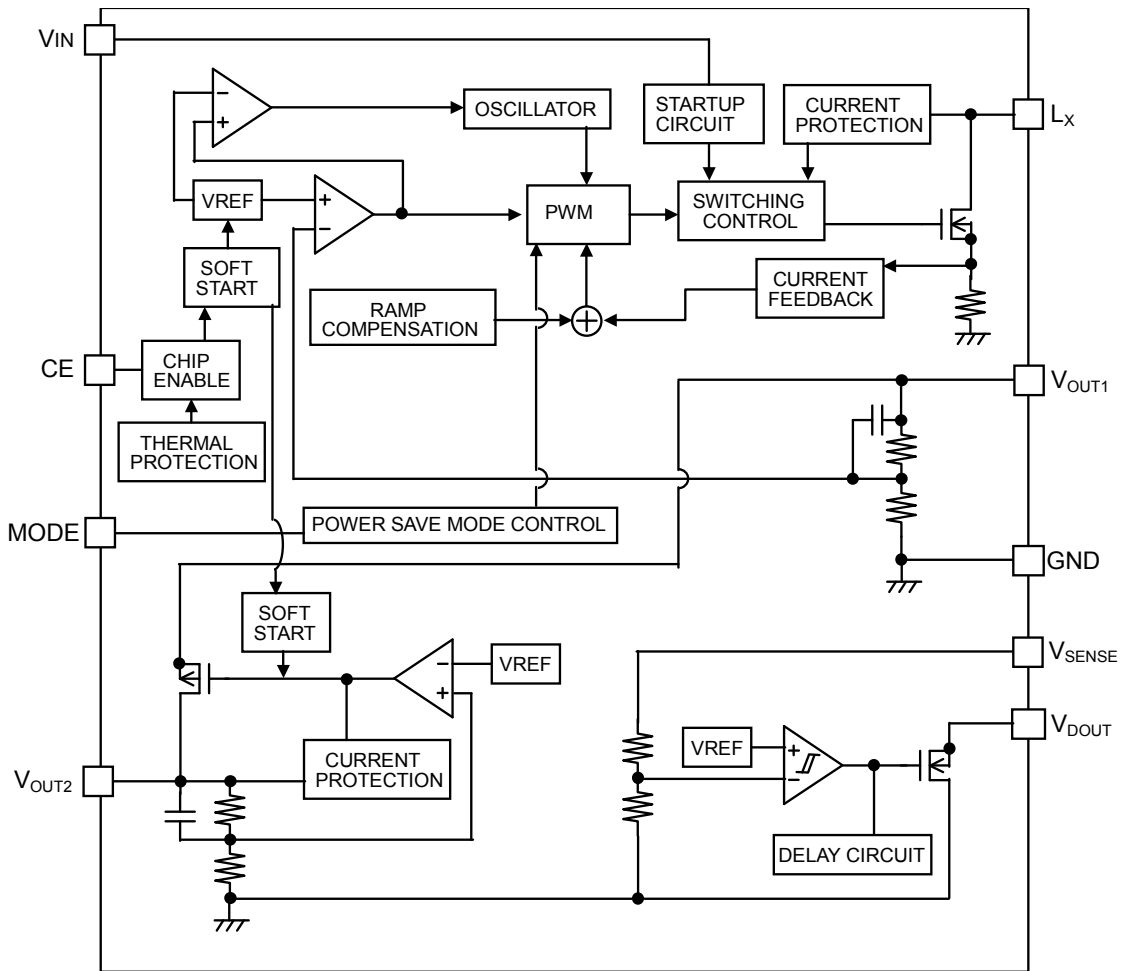 VIN
OSCILLATOR
STARTUP
CIRCUIT
CURRENT
PROTECTION
LX
−
+
VREF
+
−
PWM
SWITCHING
CONTROL
SOFT
START
RAMP
COMPENSATION
+
CURRENT
FEEDBACK
CE
CHIP
ENABLE
VOUT1
THERMAL
PROTECTION
MODE
POWER SAVE MODE CONTROL
GND
SOFT
START
−
+
VREF
VSENSE
VREF
+
−
VDOUT
VOUT2
CURRENT
PROTECTION
DELAY CIRCUIT